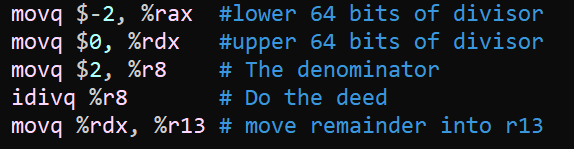 movq $-2, %rax  #lower 64 bits of divisor
movq $0, %rdx   #upper 64 bits of divisor
movq $2, %r8    # The denominator
idivq %r8       # Do the deed
movq %rdx, %r13 # move remainder into r13